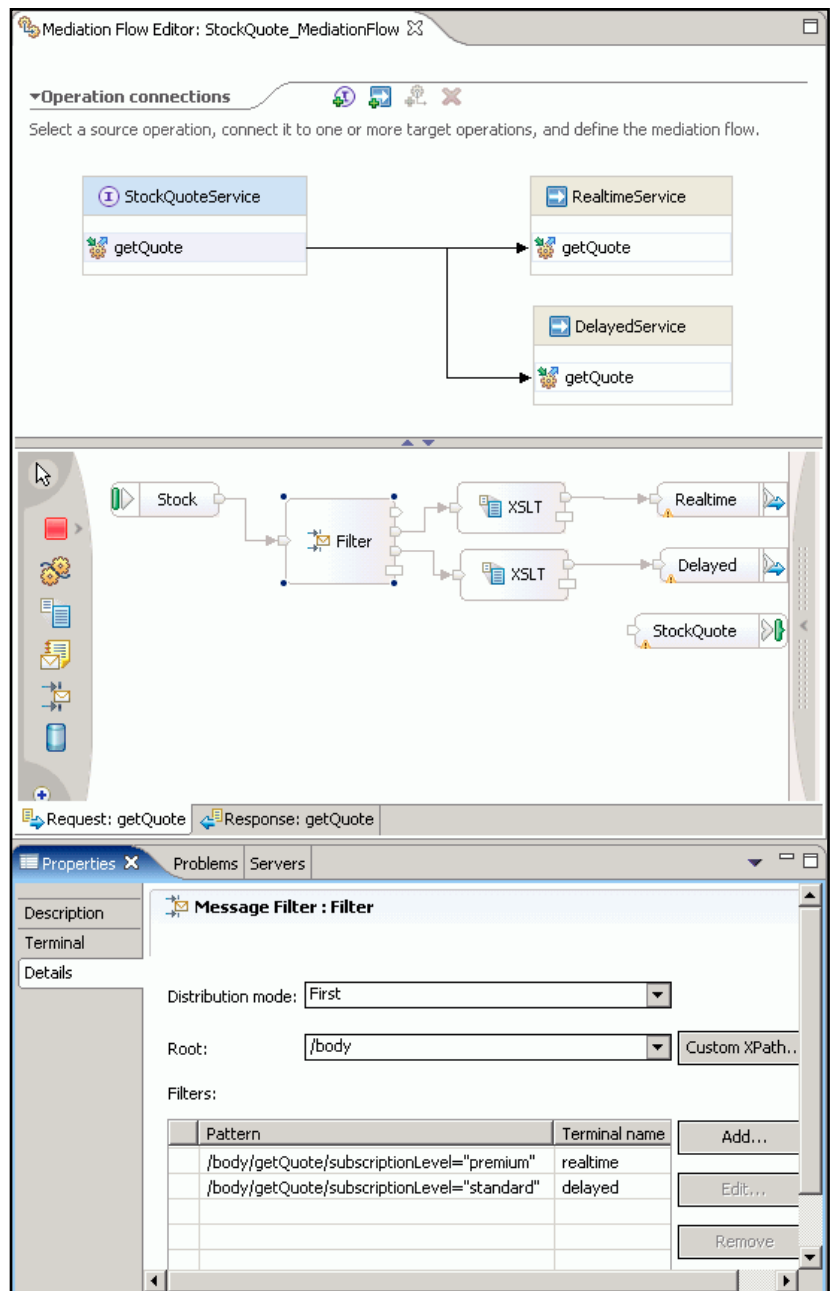 Mediation Flow Editor: StockQuote_MediationFlow
Operation connections
Select a source operation, connect it to one or more target operations, and define the mediation flow.
StockQuoteService
RealtimeService
getQuote
getQuote
DelayedService
getQuote
Stock
Filter
XSLT
Realtime
XSLT
Delayed
StockQuote
Request: getQuote
Response: getQuote
Properties
Problems
Servers
Description
Terminal
Details
Message Filter : Filter
Distribution mode:
First
Root:
/body
Custom XPath..
Filters:
Pattern
Terminal name
Add...
/body/getQuote/subscriptionLevel="premium"
realtime
/body/getQuote/subscriptionLevel="standard"
delayed
Edit...
Remove